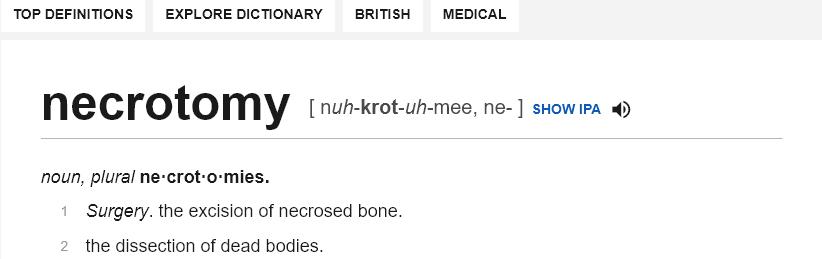 TOP DEFINITIONS EXPLORE DICTIONARY BRITISH MEDICAL
necrotomy [ nuh-krot-uh-mee, ne- ] SHOW IPA
noun, plural ne·crot·o·mies.
1 Surgery. the excision of necrosed bone.
2 the dissection of dead bodies.